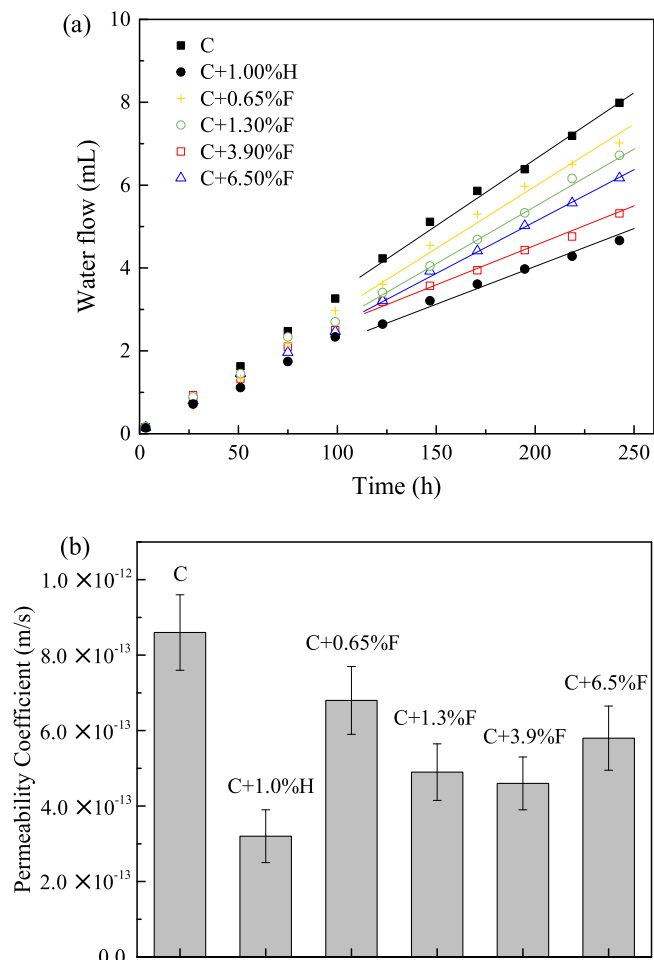 (a)
10
8
6
4
2
0
Water flow (mL)
C
C+1.00%H
C+0.65%F
C+1.30%F
C+3.90%F
C+6.50%F
0 50 100 150 200 250
Time (h)
(b)
Permeability Coefficient (m/s)
1.0 ×10⁻¹²
8.0 ×10⁻¹³
6.0 ×10⁻¹³
4.0 ×10⁻¹³
2.0 ×10⁻¹³
0.0
C
C+1.0%H
C+0.65%F
C+1.3%F
C+3.9%F
C+6.5%F